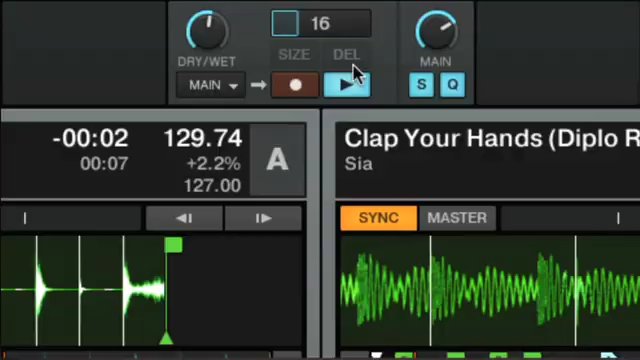 16
SIZE DEL
DRY/WET MAIN
MAIN S Q
-00:02 129.74 A
00:07 +2.2%
127.00
Clap Your Hands (Diplo R
Sia
SYNC MASTER